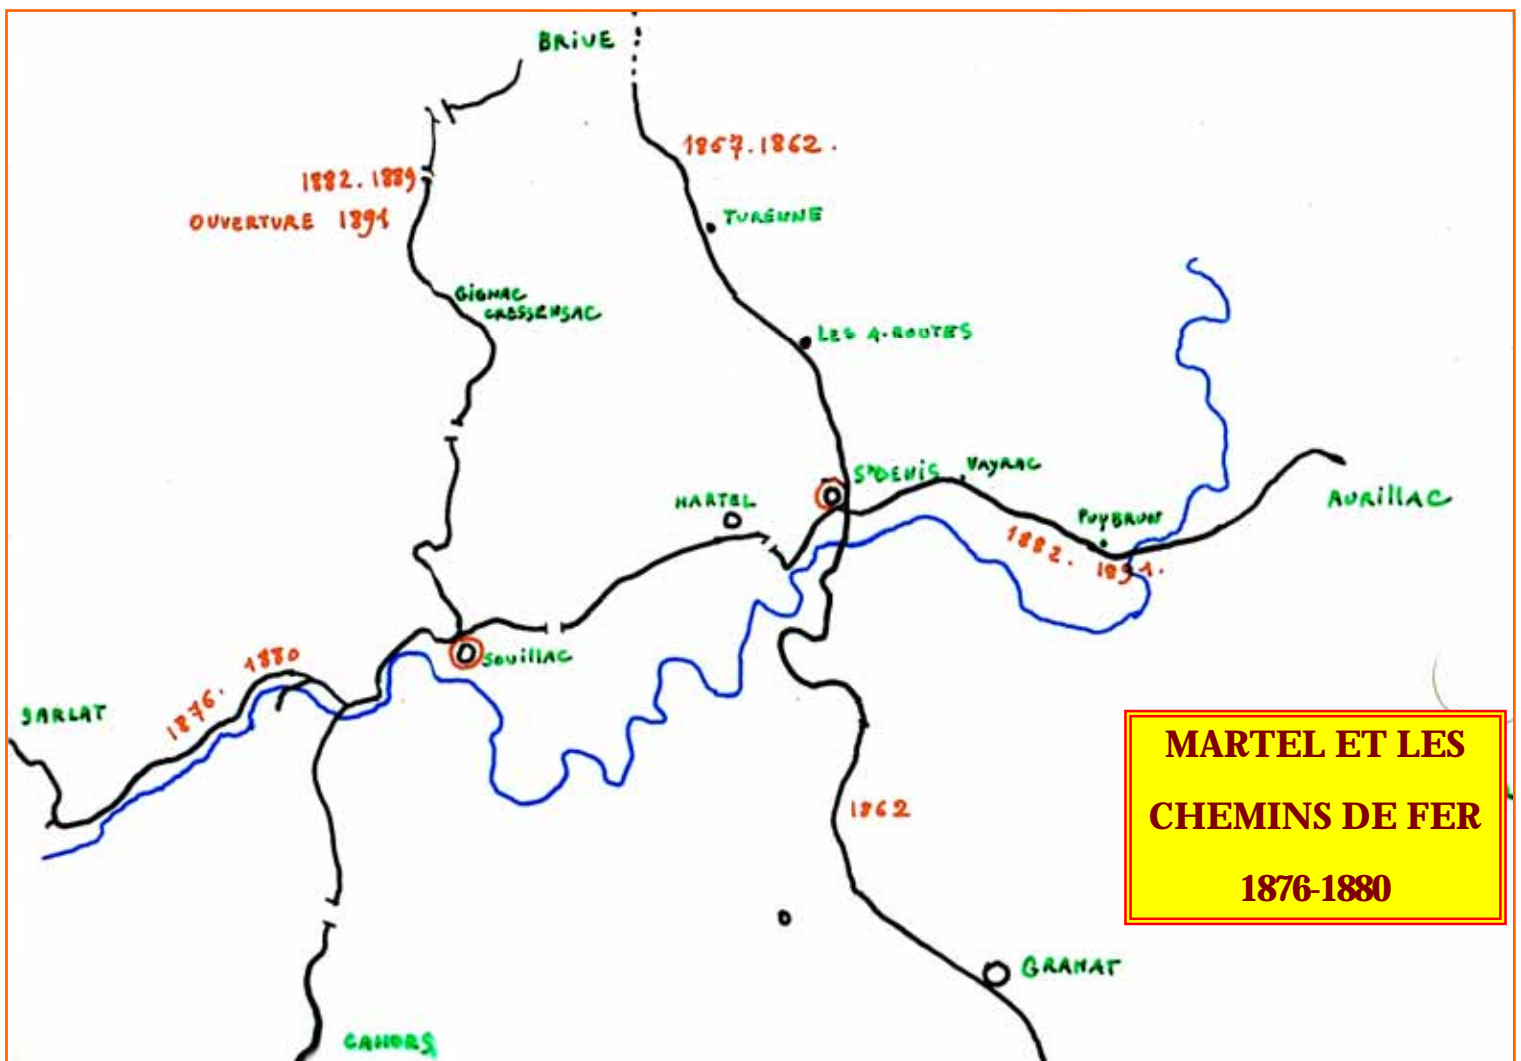 BRIVE
1857.1862.
1882.1889
OUVERTURE 1891
TURENNE
GIGNAC
CRESSENSAC
LES 4-ROUTES
ST DENIS
VAYRAC
MARTEL
PUYBRUN
AURILLAC
1882. 1891.
SOUILLAC
1876. 1880
SARLAT
MARTEL ET LES
CHEMINS DE FER
1876-1880
1862
GRAMAT
CAHORS